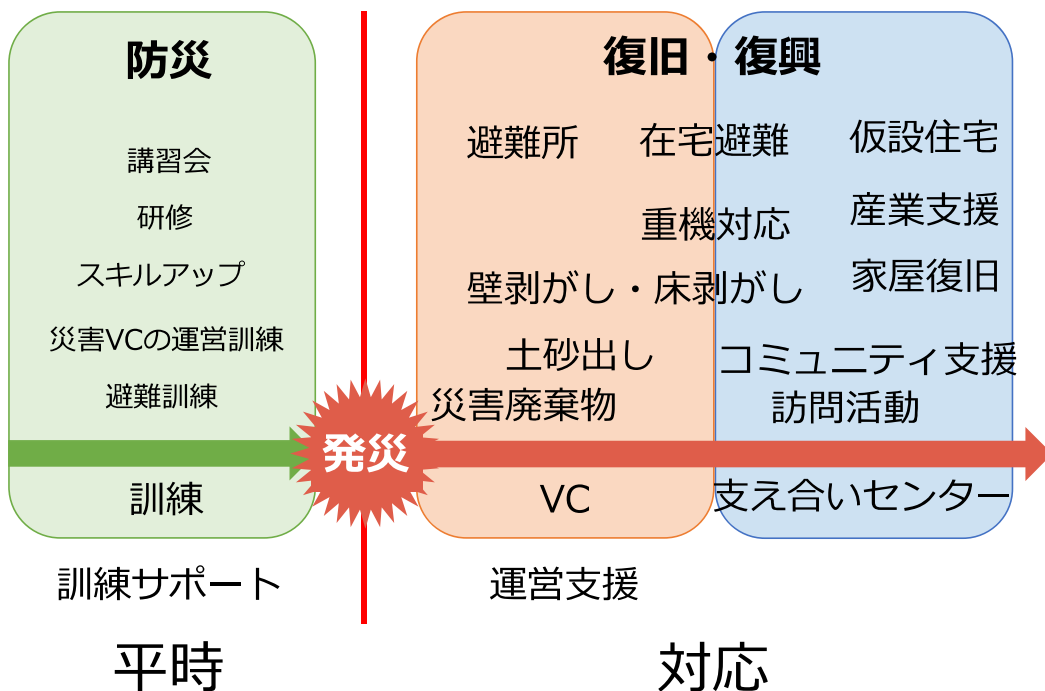 防災
講習会
研修
スキルアップ
災害VCの運営訓練
避難訓練
訓練
訓練サポート
平時
発災
復旧・復興
避難所
在宅避難
仮設住宅
重機対応
産業支援
壁剥がし・床剥がし
家屋復旧
土砂出し
コミュニティ支援
災害廃棄物
訪問活動
VC
支え合いセンター
運営支援
対応